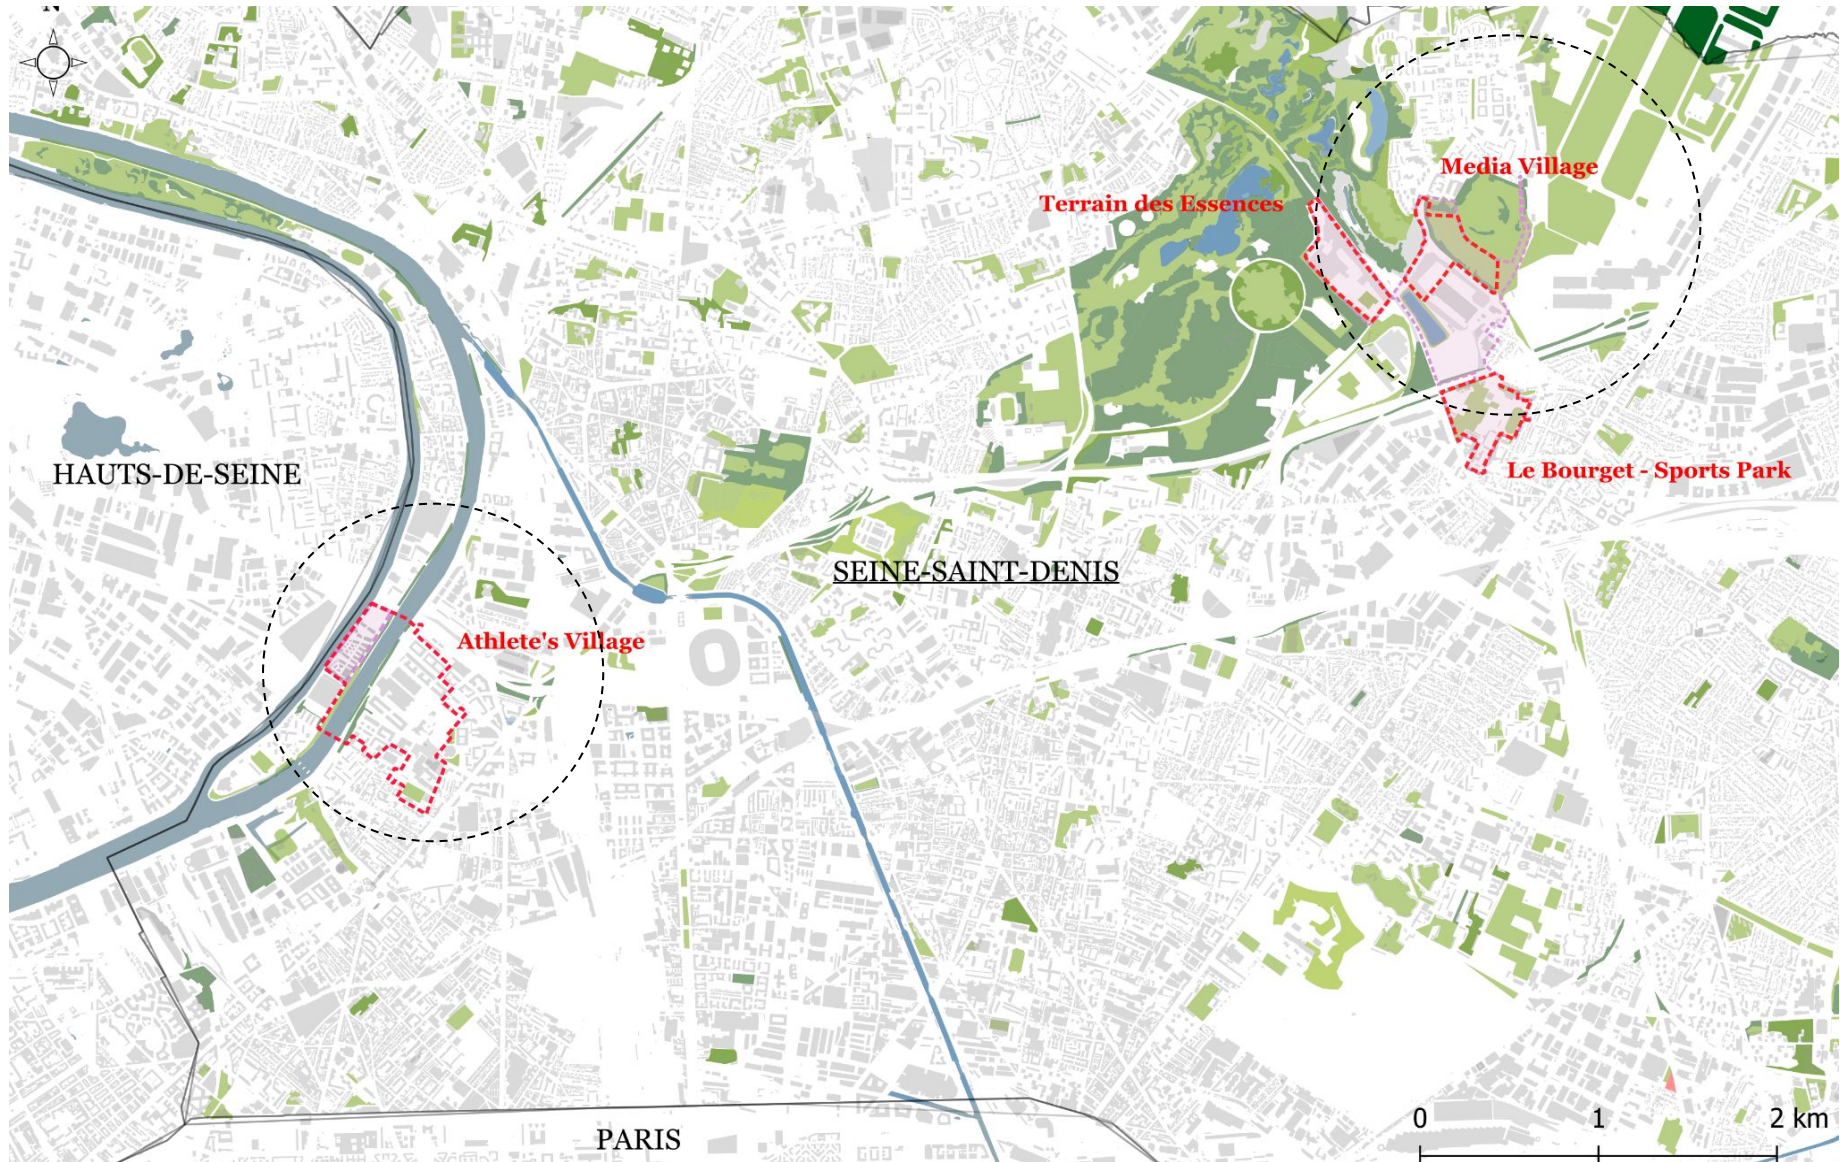 N
Media Village
Terrain des Essences
HAUTS-DE-SEINE
Le Bourget - Sports Park
SEINE-SAINT-DENIS
Athlete's Village
0 1 2 km
PARIS